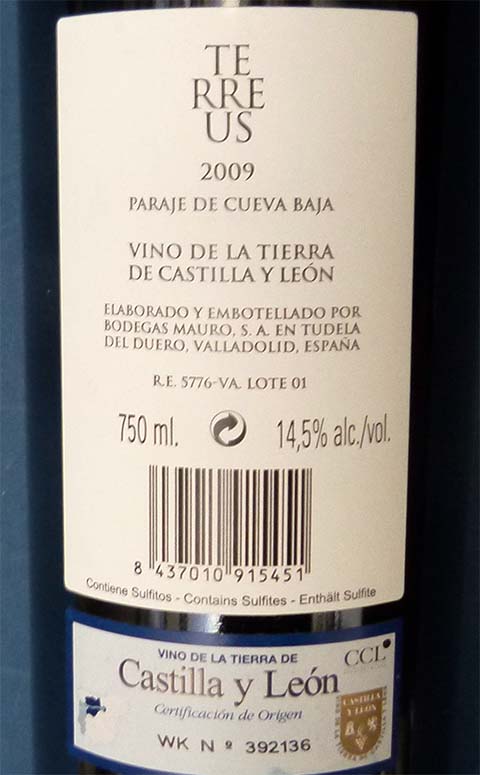 TE
RRE
US
2009
PARAJE DE CUEVA BAJA
VINO DE LA TIERRA
DE CASTILLA Y LEÓN
ELABORADO Y EMBOTELLADO POR
BODEGAS MAURO, S. A. EN TUDELA
DEL DUERO, VALLADOLID, ESPAÑA
R.E. 5776-VA. LOTE 01
750 ml. 14,5% alc./vol.
8 437010 915451
Contiene Sulfitos - Contains Sulfites - Enthält Sulfite
VINO DE LA TIERRA DE
CCL
Castilla y León
Certificación de Origen
CASTILLA
Y LEÓN
WK Nº 392136